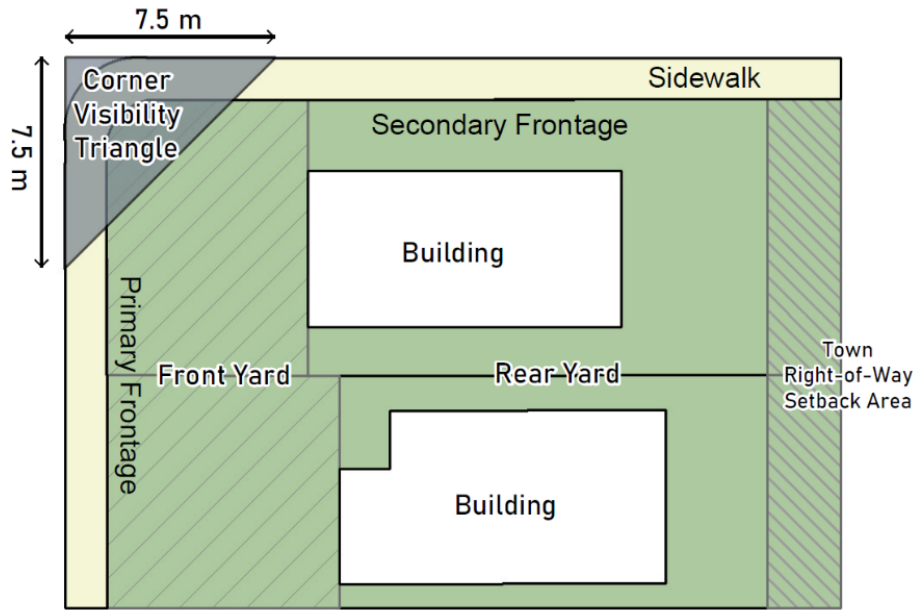 7.5 m
7.5 m
Corner
Visibility
Triangle
Sidewalk
Secondary Frontage
Building
Primary Frontage
Front Yard
Rear Yard
Town
Right-of-Way
Setback Area
Building